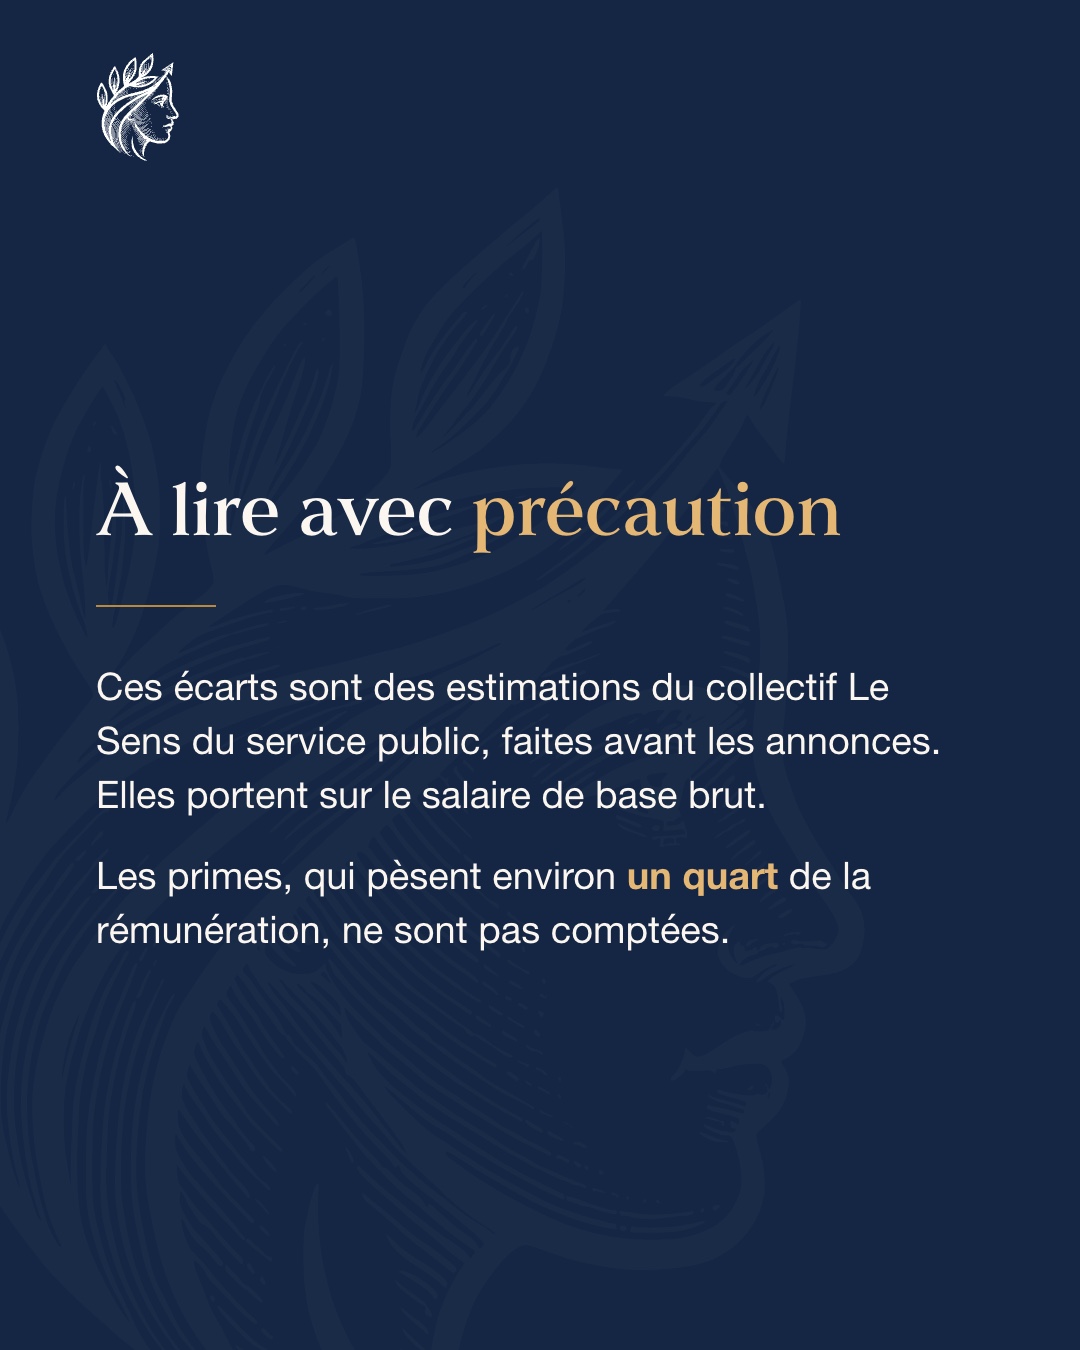 À lire avec précaution
Ces écarts sont des estimations du collectif Le
Sens du service public, faites avant les annonces.
Elles portent sur le salaire de base brut.
Les primes, qui pèsent environ un quart de la
rémunération, ne sont pas comptées.